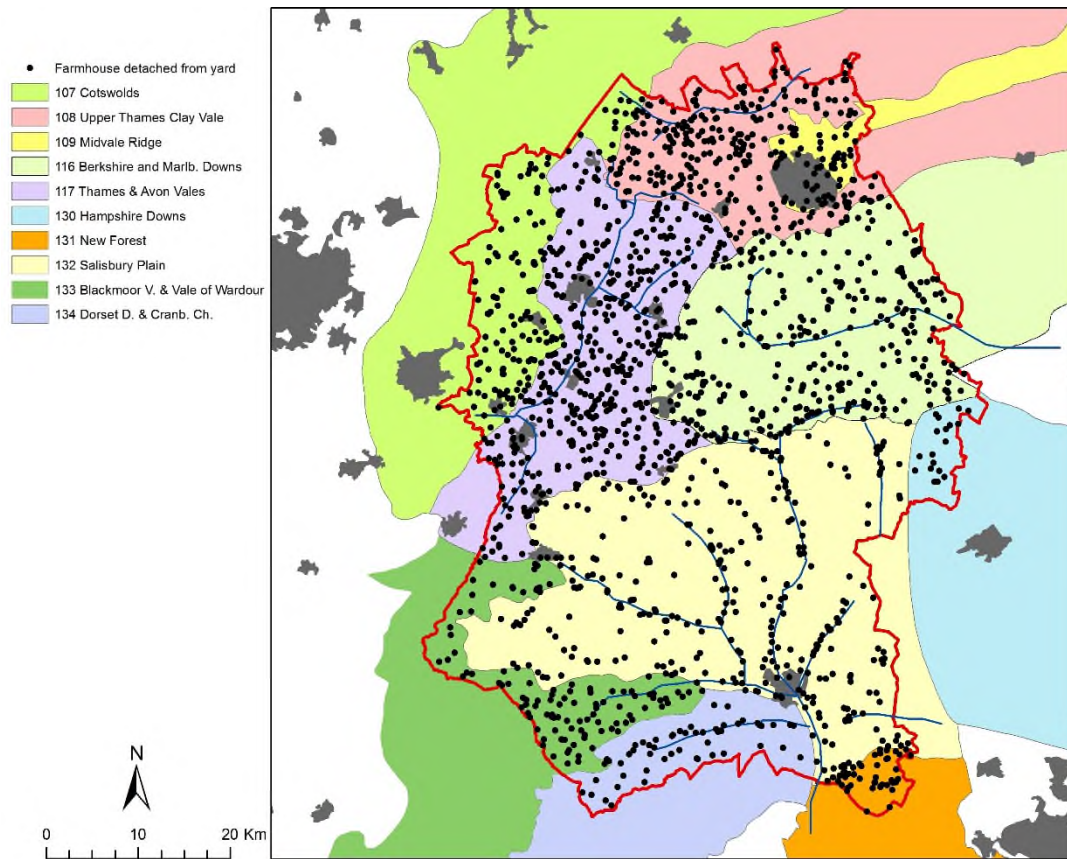 Farmhouse detached from yard
107 Cotswolds
108 Upper Thames Clay Vale
109 Midvale Ridge
116 Berkshire and Marlb. Downs
117 Thames & Avon Vales
130 Hampshire Downs
131 New Forest
132 Salisbury Plain
133 Blackmoor V. & Vale of Wardour
134 Dorset D. & Cranb. Ch.
N
0 10 20 Km